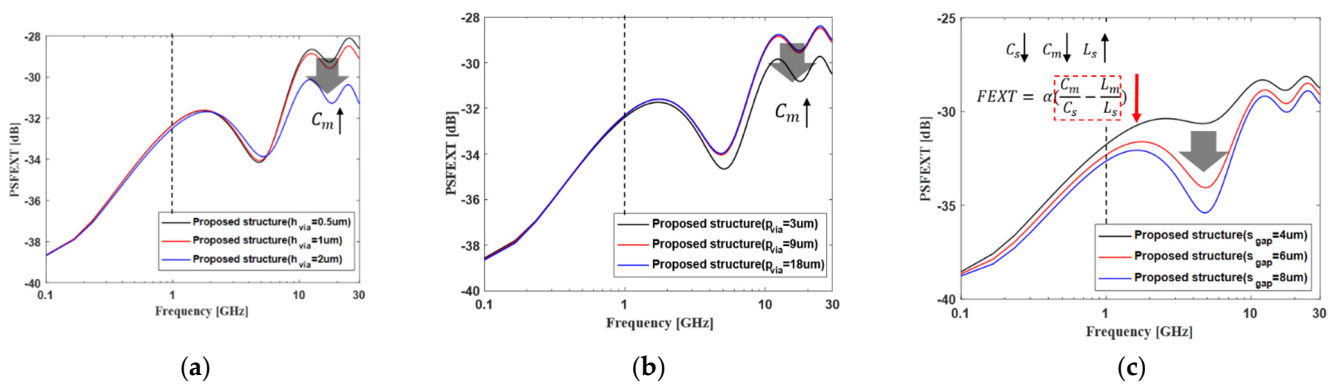 -28
-30
-32
-34
-36
-38
-40
PSFEXT [dB]
C_m↑
Proposed structure(h_via=0.5um)
Proposed structure(h_via=1um)
Proposed structure(h_via=2um)
0.1 1 10 30
Frequency [GHz]
(a)
-28
-30
-32
-34
-36
-38
-40
PSFEXT [dB]
C_m↑
Proposed structure(p_via=3um)
Proposed structure(p_via=9um)
Proposed structure(p_via=18um)
0.1 1 10 30
Frequency [GHz]
(b)
-25
-30
-35
-40
PSFEXT [dB]
C_s↓ C_m↓ L_s↑
FEXT = α(C_m/C_s − L_m/L_s)
Proposed structure(s_gap=4um)
Proposed structure(s_gap=6um)
Proposed structure(s_gap=8um)
0.1 1 10 30
Frequency [GHz]
(c)